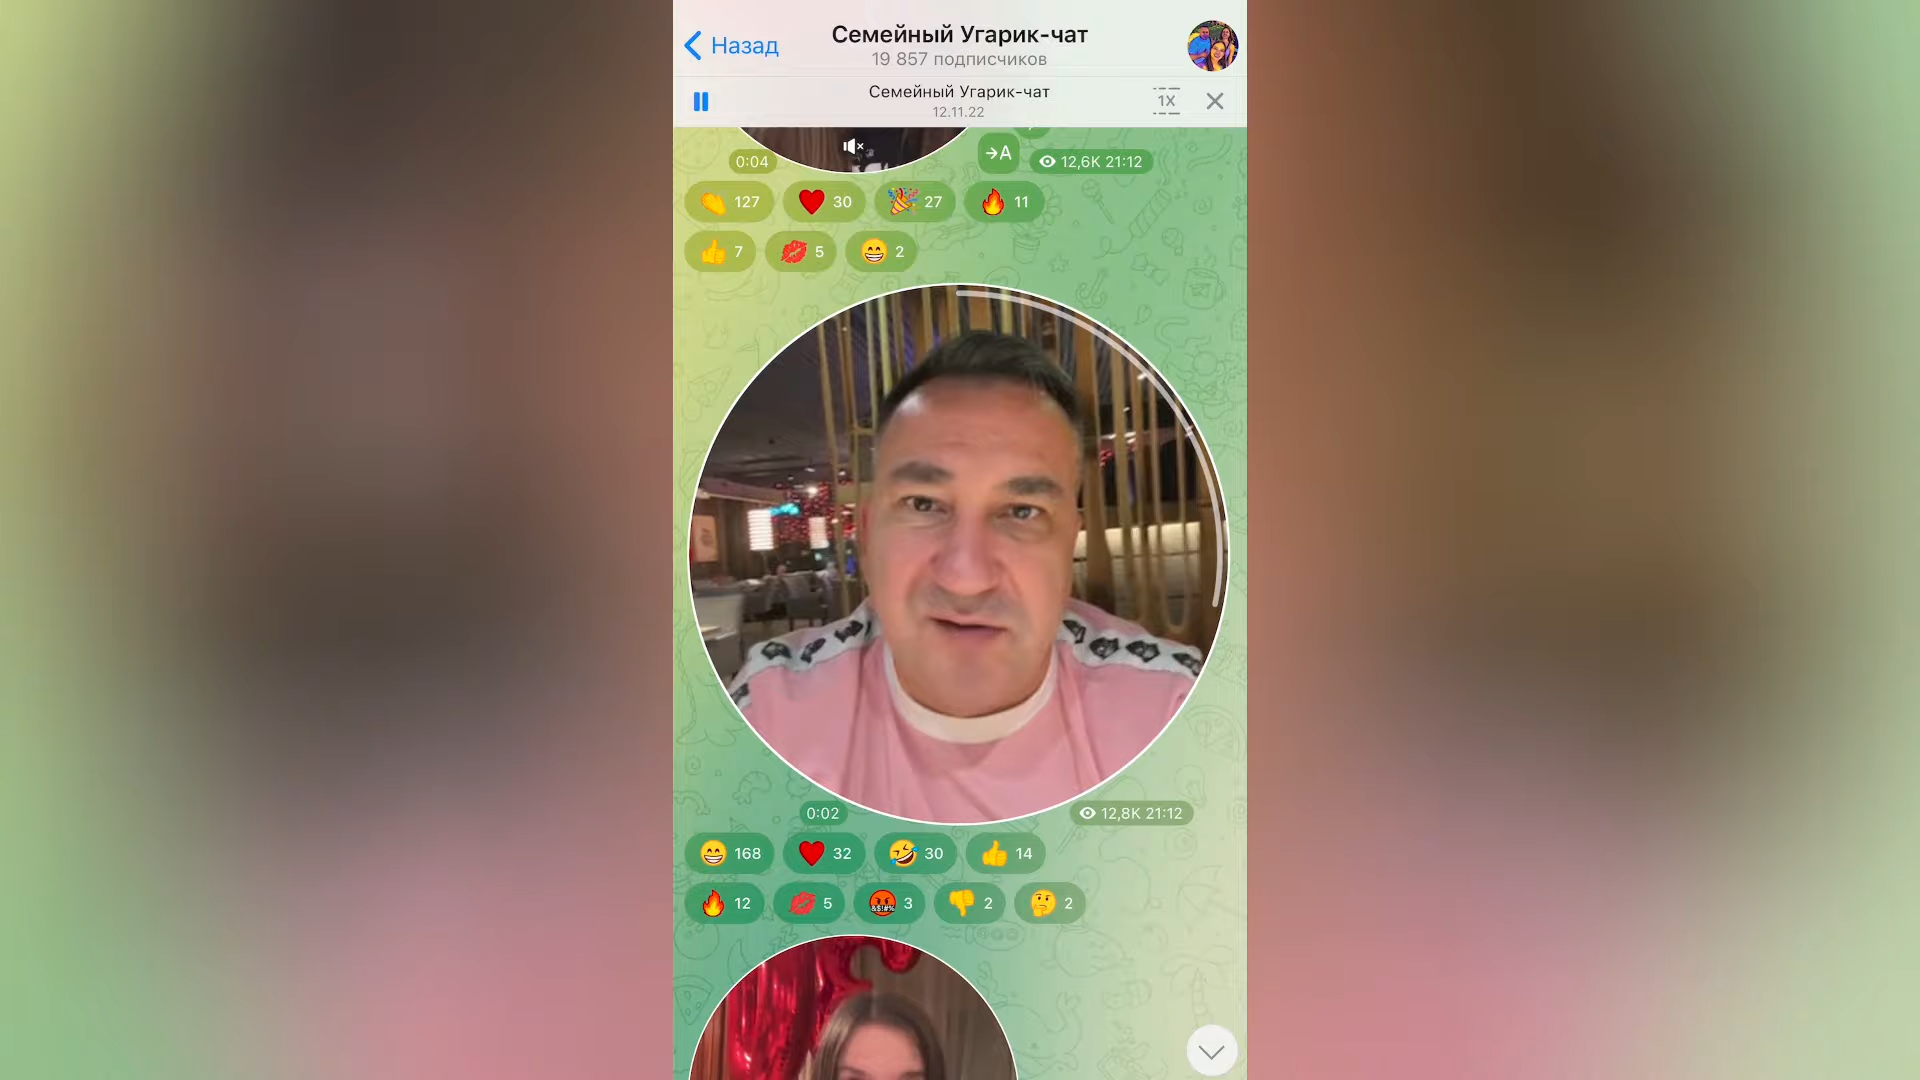 Назад
Семейный Угарик-чат
19 857 подписчиков
Семейный Угарик-чат
12.11.22
1X
0:04
→A
12,6K 21:12
127
30
27
11
7
5
2
0:02
12,8K 21:12
168
32
30
14
12
5
3
2
2